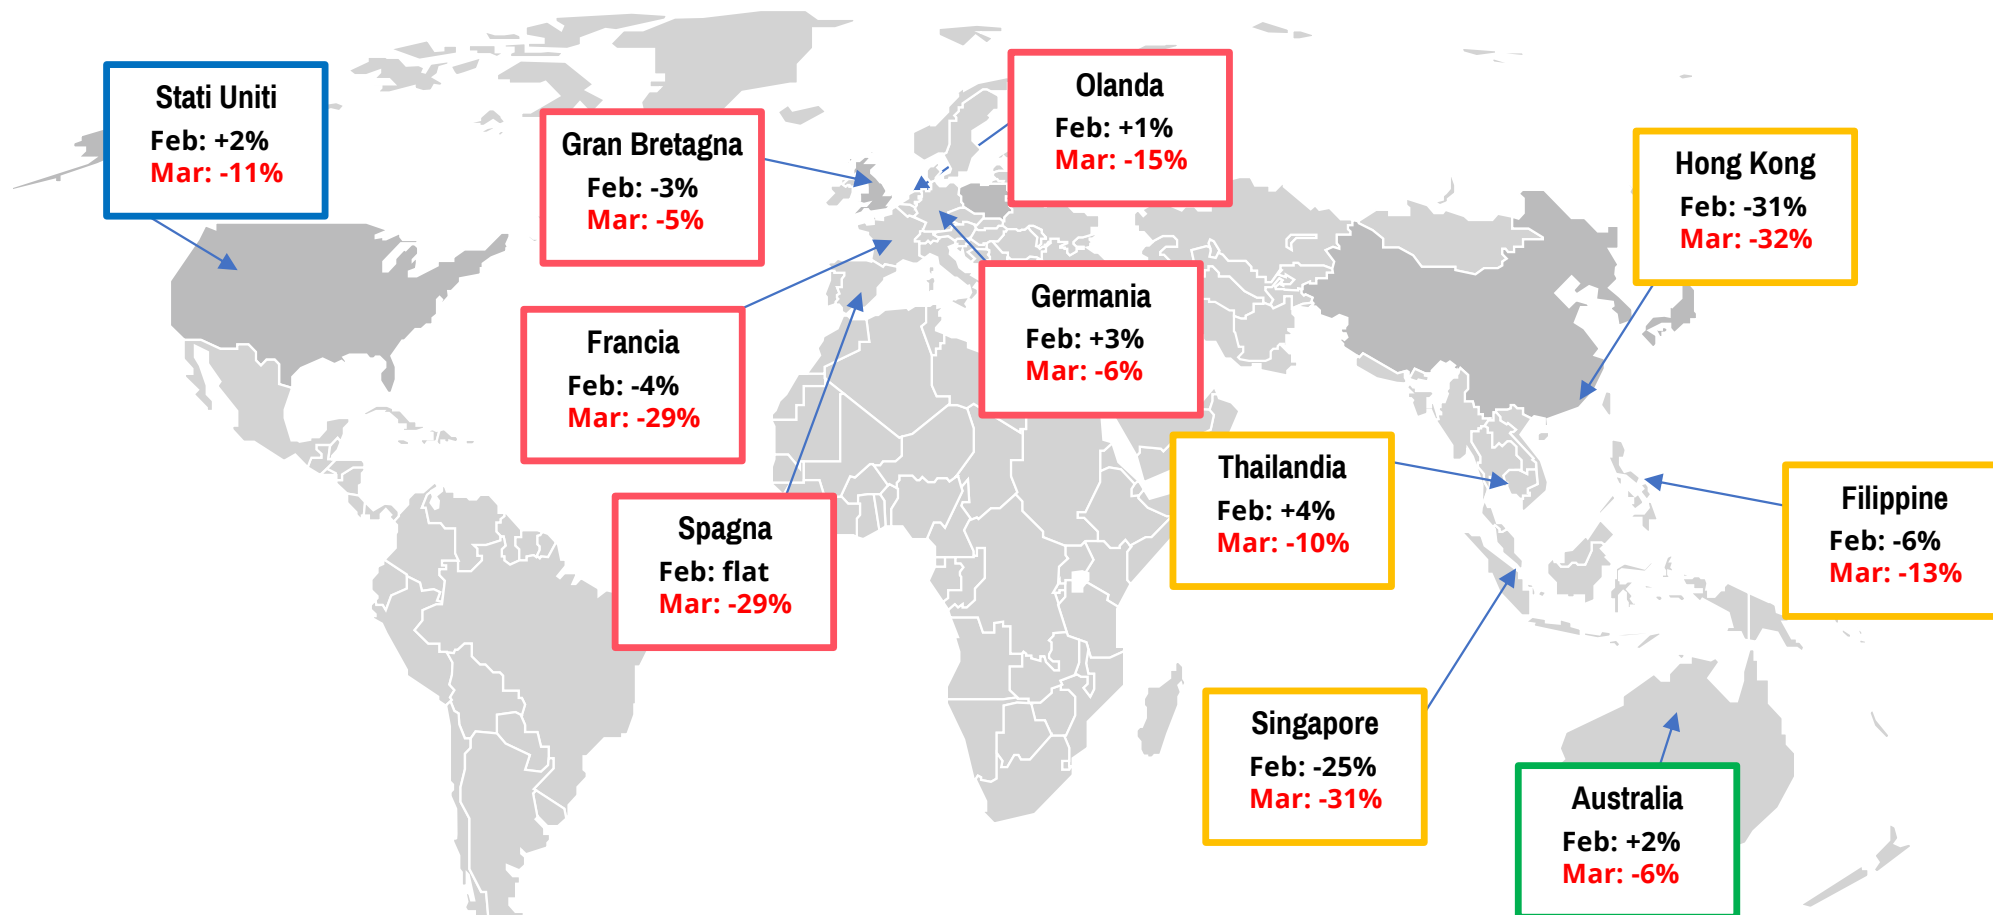 Stati Uniti
Feb: +2%
Mar: -11%
Gran Bretagna
Feb: -3%
Mar: -5%
Olanda
Feb: +1%
Mar: -15%
Hong Kong
Feb: -31%
Mar: -32%
Francia
Feb: -4%
Mar: -29%
Germania
Feb: +3%
Mar: -6%
Spagna
Feb: flat
Mar: -29%
Thailandia
Feb: +4%
Mar: -10%
Filippine
Feb: -6%
Mar: -13%
Singapore
Feb: -25%
Mar: -31%
Australia
Feb: +2%
Mar: -6%